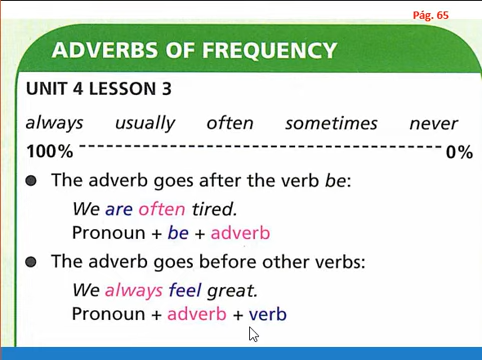 Pág. 65
ADVERBS OF FREQUENCY
UNIT 4 LESSON 3
always usually often sometimes never
100% 0%
The adverb goes after the verb be:
We are often tired.
Pronoun + be + adverb
The adverb goes before other verbs:
We always feel great.
Pronoun + adverb + verb